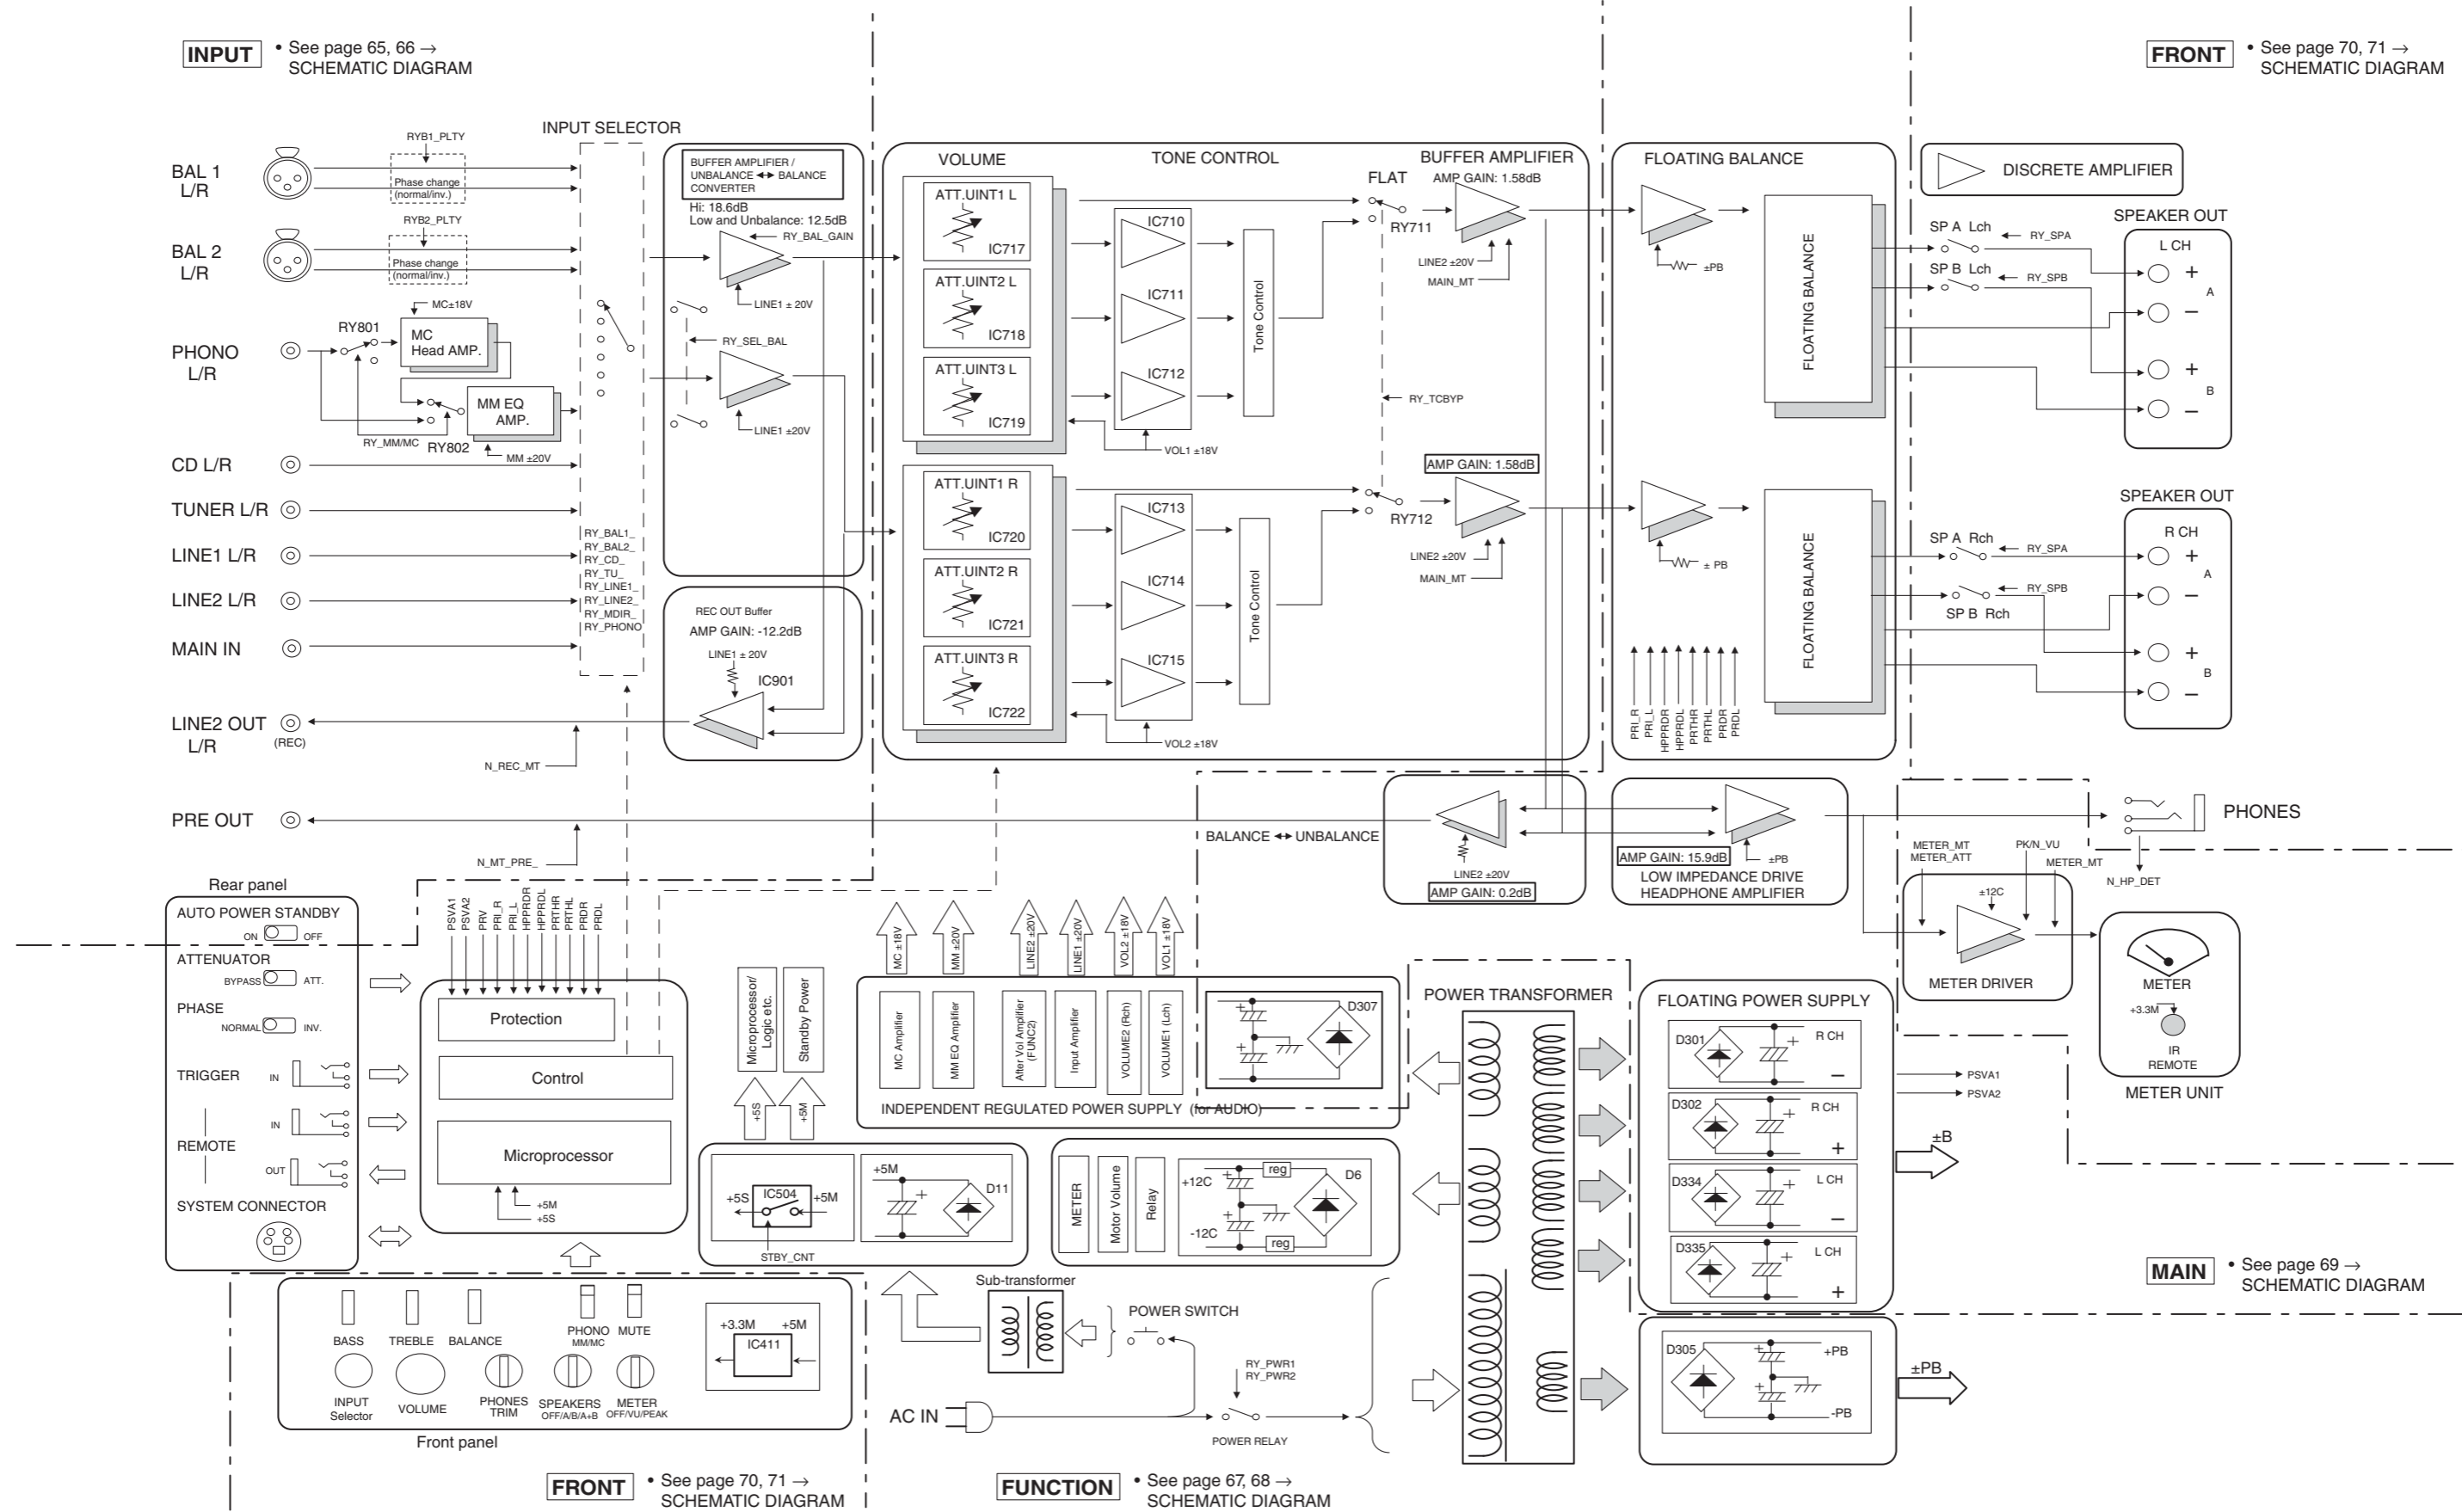 INPUT
• See page 65, 66 →
SCHEMATIC DIAGRAM
FRONT
• See page 70, 71 →
SCHEMATIC DIAGRAM
BAL 1
L/R
RYB1_PLTY
Phase change
(normal/inv.)
BAL 2
L/R
RYB2_PLTY
Phase change
(normal/inv.)
PHONO
L/R
RY801
MC±18V
MC
Head AMP.
MM EQ
AMP.
RY_MM/MC
RY802
MM ±20V
CD L/R
TUNER L/R
LINE1 L/R
LINE2 L/R
MAIN IN
LINE2 OUT
L/R
(REC)
N_REC_MT
PRE OUT
N_MT_PRE_
INPUT SELECTOR
RY_BAL1_
RY_BAL2_
RY_CD_
RY_TU_
RY_LINE1_
RY_LINE2_
RY_MDIR_
RY_PHONO
BUFFER AMPLIFIER /
UNBALANCE ↔ BALANCE
CONVERTER
Hi: 18.6dB
Low and Unbalance: 12.5dB
RY_BAL_GAIN
LINE1 ± 20V
RY_SEL_BAL
LINE1 ±20V
REC OUT Buffer
AMP GAIN: -12.2dB
LINE1 ± 20V
IC901
VOLUME
TONE CONTROL
BUFFER AMPLIFIER
AMP GAIN: 1.58dB
FLAT
ATT.UINT1 L
IC717
ATT.UINT2 L
IC718
ATT.UINT3 L
IC719
IC710
IC711
IC712
Tone Control
VOL1 ±18V
RY711
LINE2 ±20V
MAIN_MT
RY_TCBYP
ATT.UINT1 R
IC720
ATT.UINT2 R
IC721
ATT.UINT3 R
IC722
IC713
IC714
IC715
Tone Control
VOL2 ±18V
RY712
AMP GAIN: 1.58dB
LINE2 ±20V
MAIN_MT
FLOATING BALANCE
±PB
FLOATING BALANCE
± PB
FLOATING BALANCE
PRI_R
PRI_L
HPPRDR
HPPRDL
PRTHR
PRTHL
PRDR
PRDL
DISCRETE AMPLIFIER
SPEAKER OUT
L CH
SP A Lch
RY_SPA
SP B Lch
RY_SPB
+
A
−
+
B
−
SPEAKER OUT
R CH
SP A Rch
RY_SPA
RY_SPB
SP B Rch
+
A
−
+
B
−
BALANCE ↔ UNBALANCE
LINE2 ±20V
AMP GAIN: 0.2dB
AMP GAIN: 15.9dB
±PB
LOW IMPEDANCE DRIVE
HEADPHONE AMPLIFIER
PHONES
N_HP_DET
METER_MT
METER_ATT
PK/N_VU
METER_MT
±12C
METER DRIVER
METER
+3.3M
IR
REMOTE
METER UNIT
Rear panel
AUTO POWER STANDBY
ON
OFF
ATTENUATOR
BYPASS
ATT.
PHASE
NORMAL
INV.
TRIGGER
IN
IN
REMOTE
OUT
SYSTEM CONNECTOR
PSVA1
PSVA2
PRV
PRI_R
PRI_L
HPPRDR
HPPRDL
PRTHR
PRTHL
PRDR
PRDL
Protection
Control
Microprocessor
+5M
+5S
Microprocessor/
Logic etc.
Standby Power
+5S
+5M
+5S
IC504
+5M
STBY_CNT
+5M
D11
MC ±18V
MM ±20V
LINE2 ±20V
LINE1 ±20V
VOL2 ±18V
VOL1 ±18V
MC Amplifier
MM EQ Amplifier
After Vol Amplifier
(FUNC2)
Input Amplifier
VOLUME2 (Rch)
VOLUME1 (Lch)
D307
INDEPENDENT REGULATED POWER SUPPLY (for AUDIO)
METER
Motor Volume
Relay
+12C
-12C
reg
reg
D6
POWER TRANSFORMER
FLOATING POWER SUPPLY
D301
R CH
−
D302
R CH
+
D334
L CH
−
D335
L CH
+
PSVA1
PSVA2
±B
D305
+PB
-PB
±PB
MAIN
• See page 69 →
SCHEMATIC DIAGRAM
BASS
TREBLE
BALANCE
PHONO
MM/MC
MUTE
INPUT
Selector
VOLUME
PHONES
TRIM
SPEAKERS
OFF/A/B/A+B
METER
OFF/VU/PEAK
+3.3M
+5M
IC411
Front panel
Sub-transformer
POWER SWITCH
AC IN
RY_PWR1
RY_PWR2
POWER RELAY
FRONT
• See page 70, 71 →
SCHEMATIC DIAGRAM
FUNCTION
• See page 67, 68 →
SCHEMATIC DIAGRAM